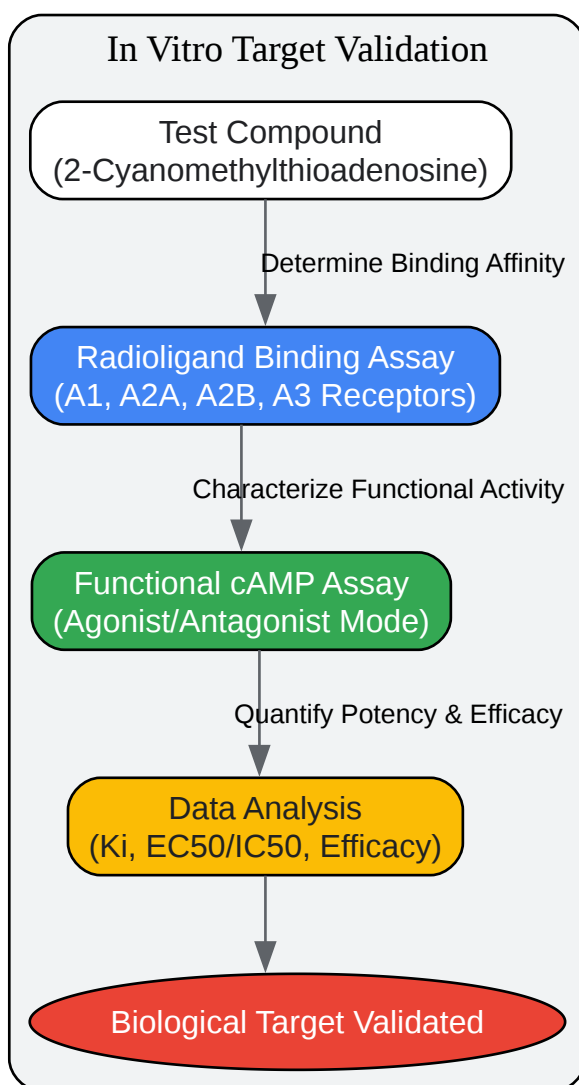 In Vitro Target Validation
Test Compound
(2-Cyanomethylthioadenosine)
Determine Binding Affinity
Radioligand Binding Assay
(A1, A2A, A2B, A3 Receptors)
Characterize Functional Activity
Functional cAMP Assay
(Agonist/Antagonist Mode)
Quantify Potency & Efficacy
Data Analysis
(Ki, EC50/IC50, Efficacy)
Biological Target Validated